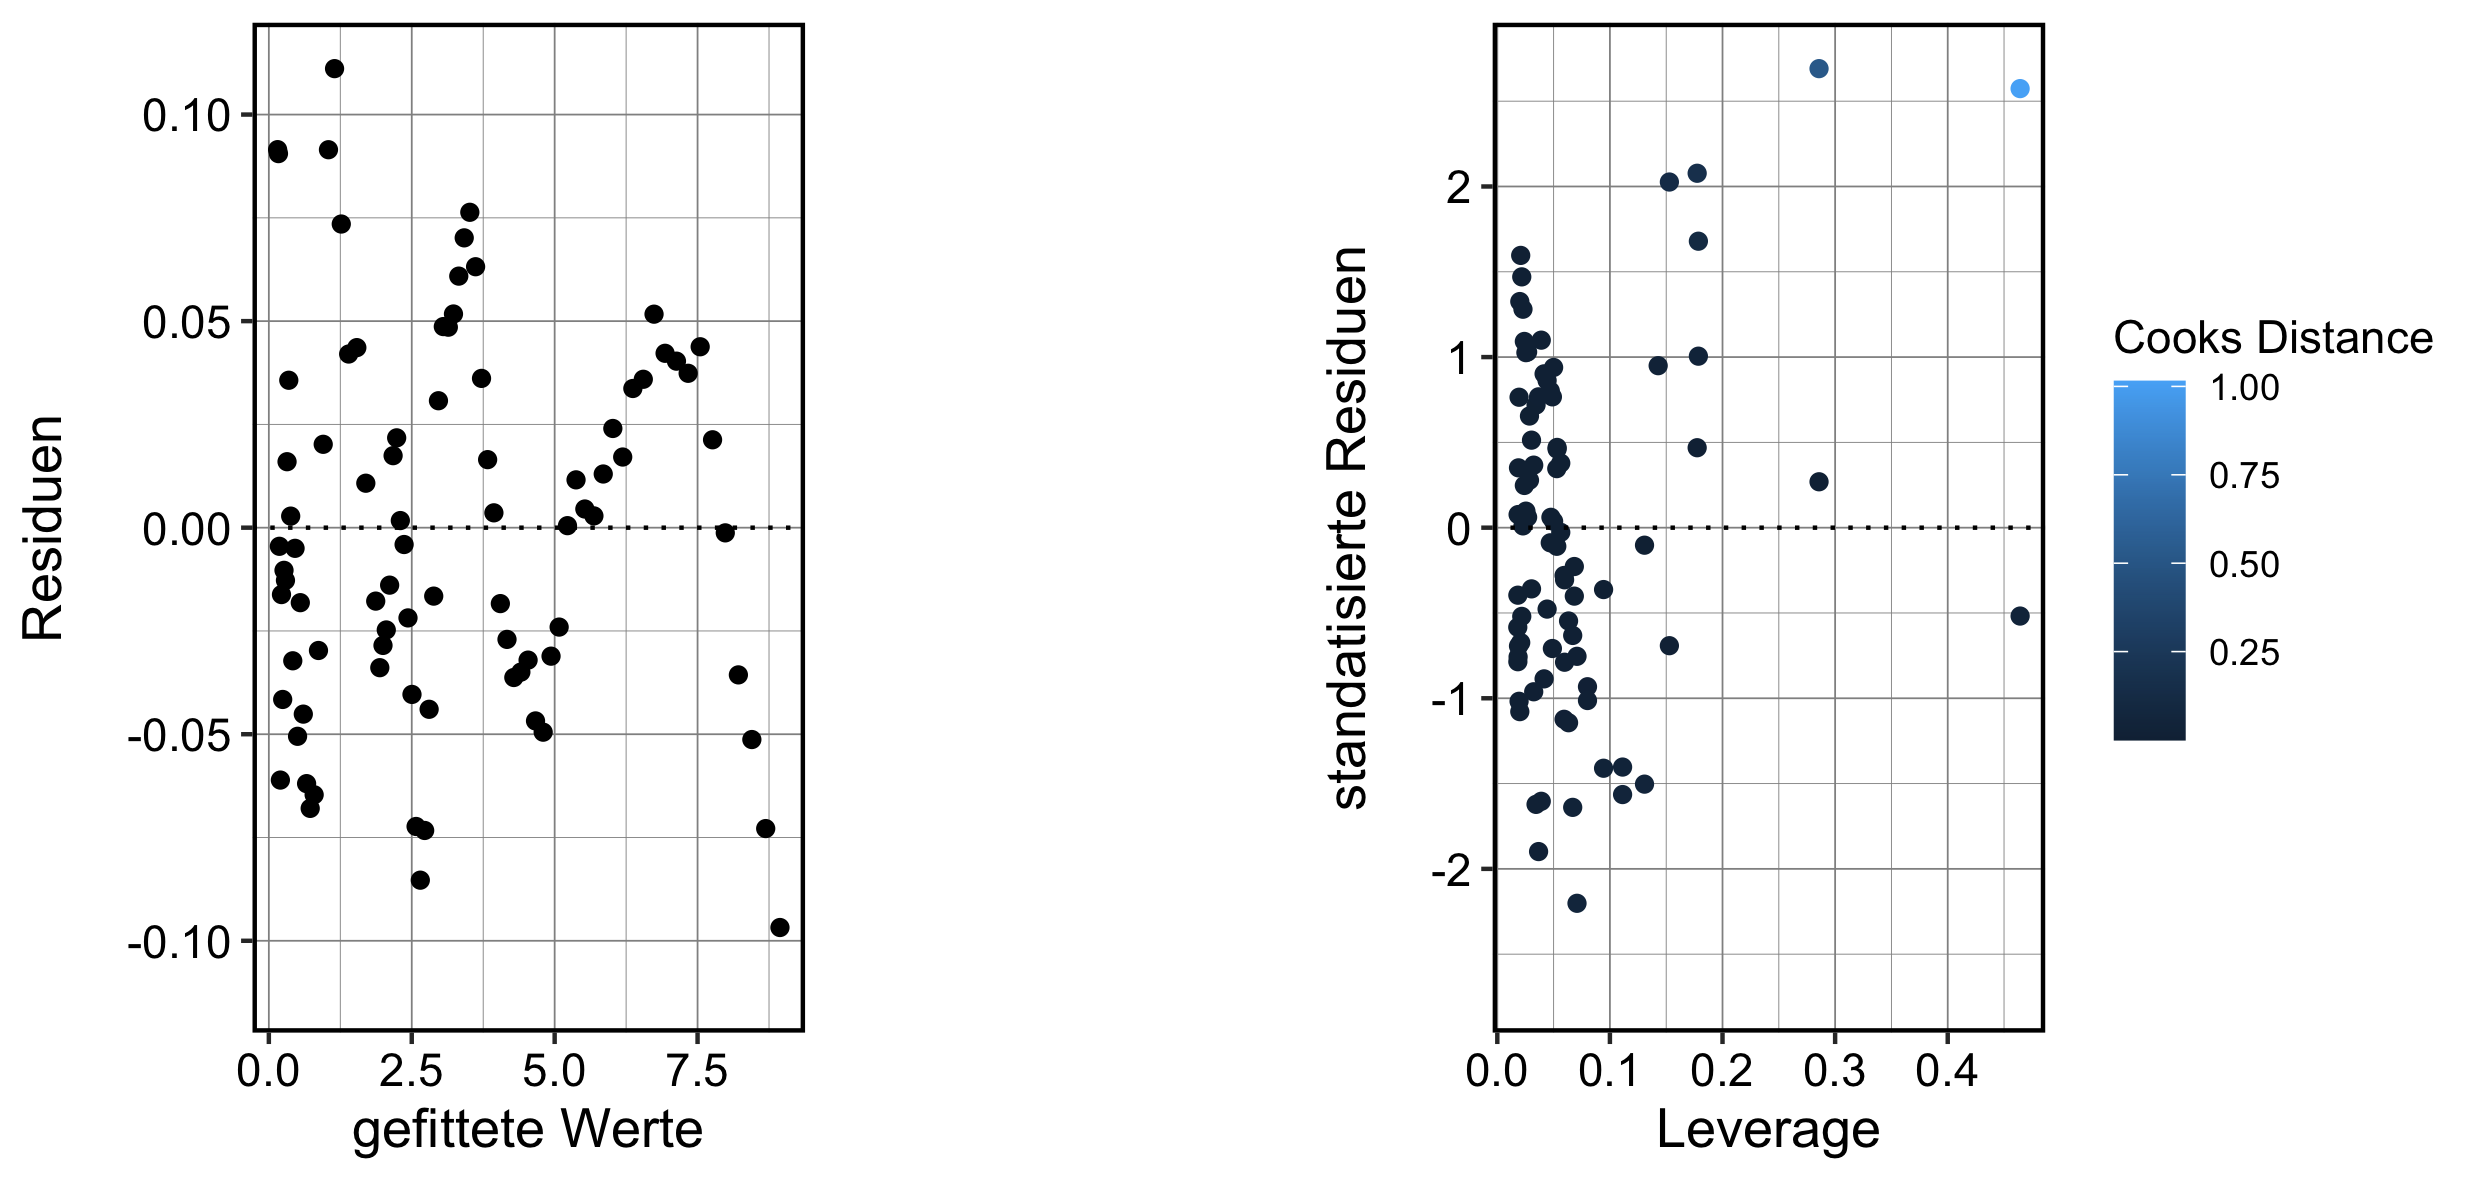 Residuen
0.10
0.05
0.00
-0.05
-0.10
0.0 2.5 5.0 7.5
gefittete Werte
standatisierte Residuen
2
1
0
-1
-2
0.0 0.1 0.2 0.3 0.4
Leverage
Cooks Distance
1.00
0.75
0.50
0.25